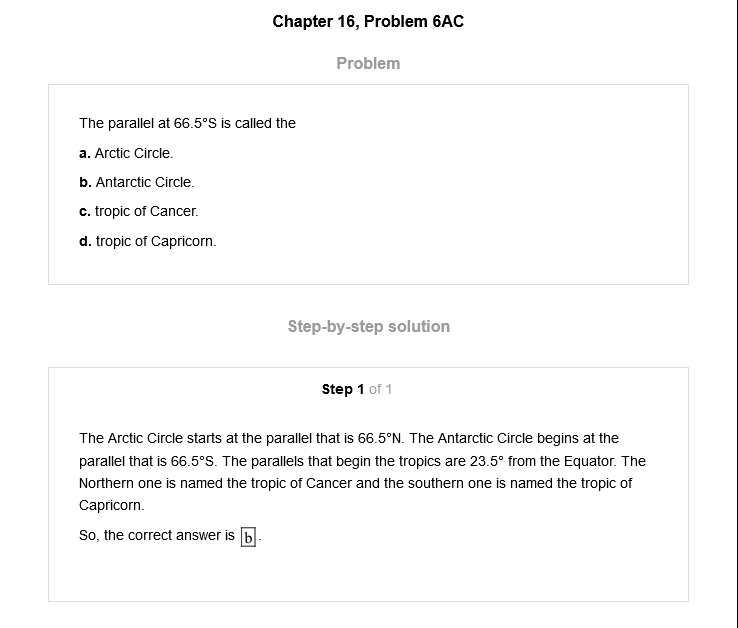 Chapter 16, Problem 6AC
Problem
The parallel at 66.5°S is called the
a. Arctic Circle.
b. Antarctic Circle.
c. tropic of Cancer.
d. tropic of Capricorn.
Step-by-step solution
Step 1 of 1
The Arctic Circle starts at the parallel that is 66.5°N. The Antarctic Circle begins at the
parallel that is 66.5°S. The parallels that begin the tropics are 23.5° from the Equator. The
Northern one is named the tropic of Cancer and the southern one is named the tropic of
Capricorn.
So, the correct answer is b.